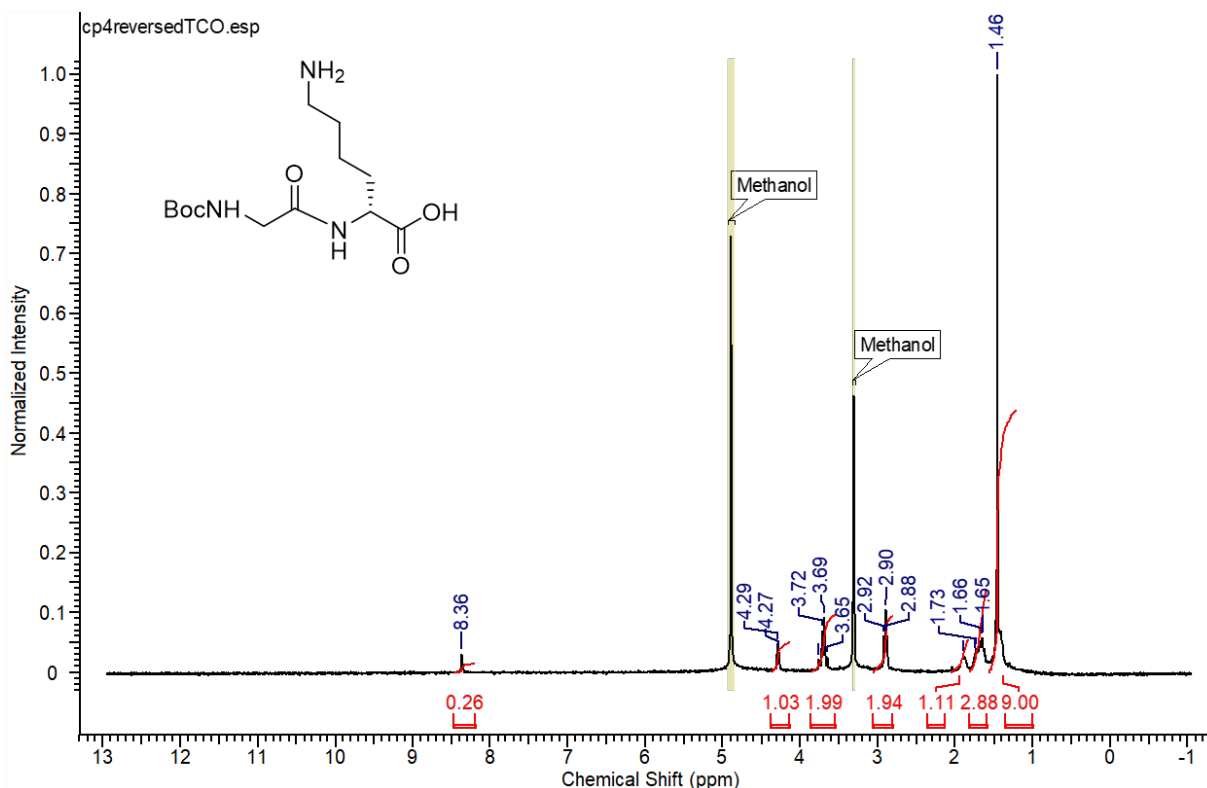 cp4reversedTCO.esp
1.46
1.0
NH2
0.9
0.8
O
Methanol
BocNH
OH
N
H
O
0.7
0.6
Methanol
0.5
0.4
0.3
0.2
8.36
4.29
4.27
3.72
3.69
3.65
2.92
2.90
2.88
1.73
1.66
1.65
0.1
0
0.26
1.03
1.99
1.94
1.11
2.88
9.00
13 12 11 10 9 8 7 6 5 4 3 2 1 0 -1
Chemical Shift (ppm)
Normalized Intensity